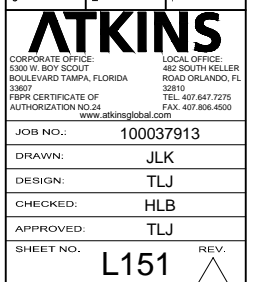 ATKINS
CORPORATE OFFICE:
5300 W. BOY SCOUT
BOULEVARD TAMPA, FLORIDA
33607
FBPR CERTIFICATE OF
AUTHORIZATION NO.24
LOCAL OFFICE:
482 SOUTH KELLER
ROAD ORLANDO, FL
32810
TEL. 407.647.7275
FAX. 407.806.4500
www.atkinsglobal.com
JOB NO.: 100037913
DRAWN: JLK
DESIGN: TLJ
CHECKED: HLB
APPROVED: TLJ
SHEET NO. REV.
L151